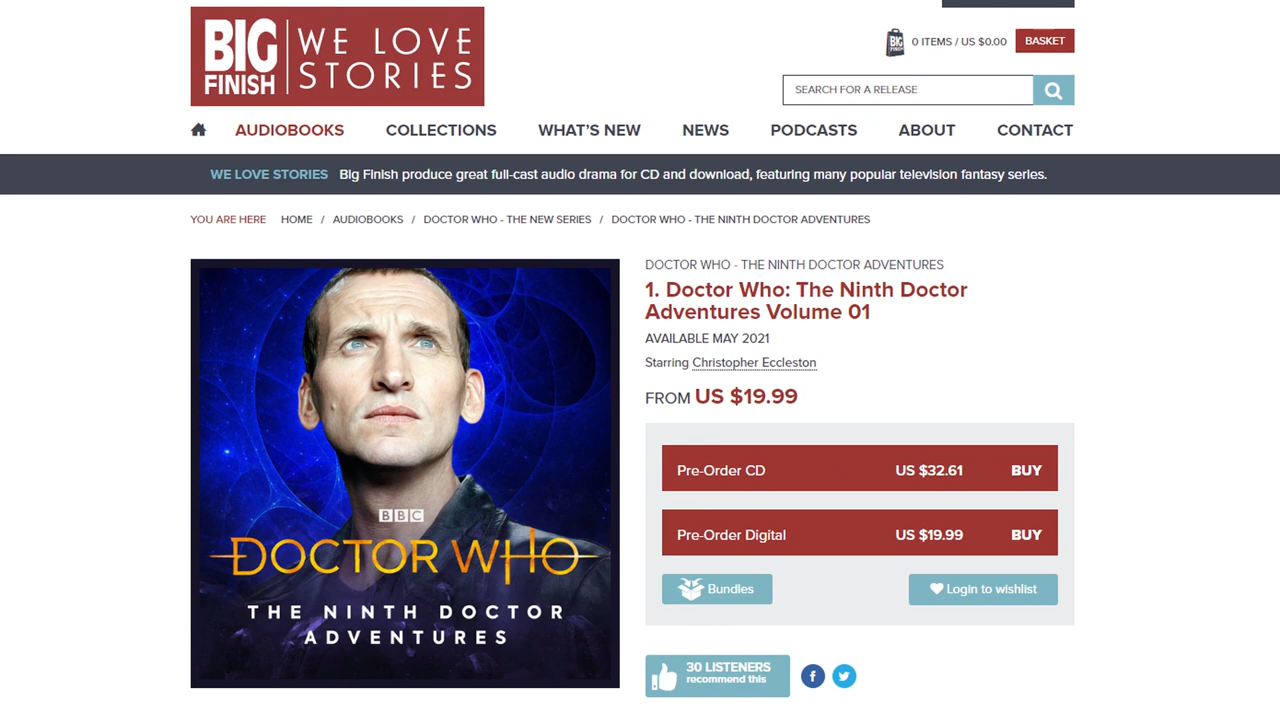 BIG
FINISH
WE LOVE
STORIES
BIG
FINISH
0 ITEMS / US $0.00
BASKET
SEARCH FOR A RELEASE
AUDIOBOOKS
COLLECTIONS
WHAT'S NEW
NEWS
PODCASTS
ABOUT
CONTACT
WE LOVE STORIES Big Finish produce great full-cast audio drama for CD and download, featuring many popular television fantasy series.
YOU ARE HERE HOME / AUDIOBOOKS / DOCTOR WHO - THE NEW SERIES / DOCTOR WHO - THE NINTH DOCTOR ADVENTURES
BBC
DOCTOR WHO
THE NINTH DOCTOR
ADVENTURES
DOCTOR WHO - THE NINTH DOCTOR ADVENTURES
1. Doctor Who: The Ninth Doctor
Adventures Volume 01
AVAILABLE MAY 2021
Starring Christopher Eccleston
FROM US $19.99
Pre-Order CD US $32.61 BUY
Pre-Order Digital US $19.99 BUY
Bundles
Login to wishlist
30 LISTENERS
recommend this